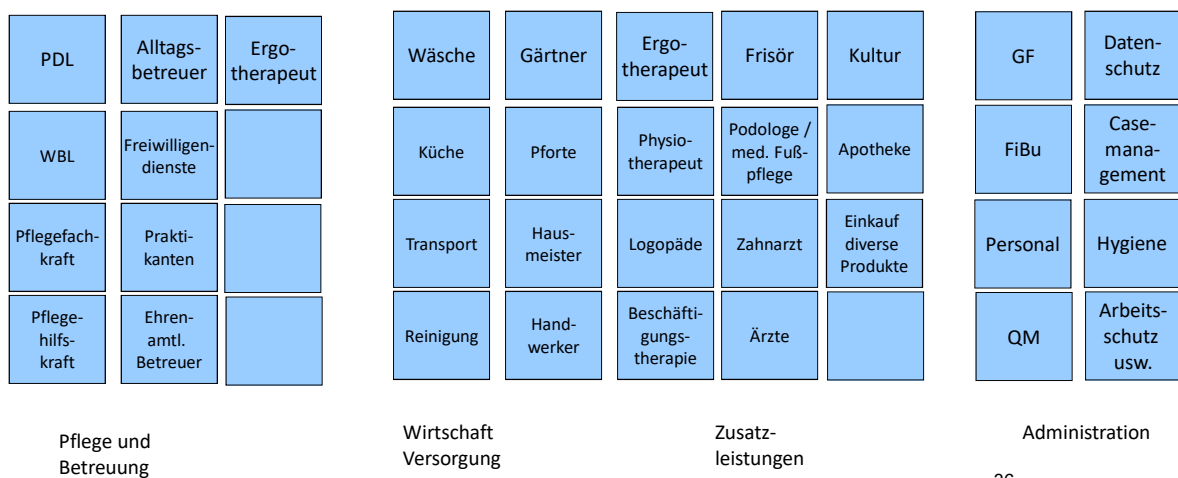 PDL
Alltags-
betreuer
Ergo-
therapeut
WBL
Freiwilligen-
dienste
Pflegefach-
kraft
Prakti-
kanten
Pflege-
hilfs-
kraft
Ehren-
amtl.
Betreuer
Pflege und
Betreuung
Wäsche
Gärtner
Ergo-
therapeut
Frisör
Kultur
Küche
Pforte
Physio-
therapeut
Podologe /
med. Fuß-
pflege
Apotheke
Transport
Haus-
meister
Logopäde
Zahnarzt
Einkauf
diverse
Produkte
Reinigung
Hand-
werker
Beschäfti-
gungs-
therapie
Ärzte
Wirtschaft
Versorgung
Zusatz-
leistungen
GF
Daten-
schutz
FiBu
Case-
mana-
gement
Personal
Hygiene
QM
Arbeits-
schutz
usw.
Administration